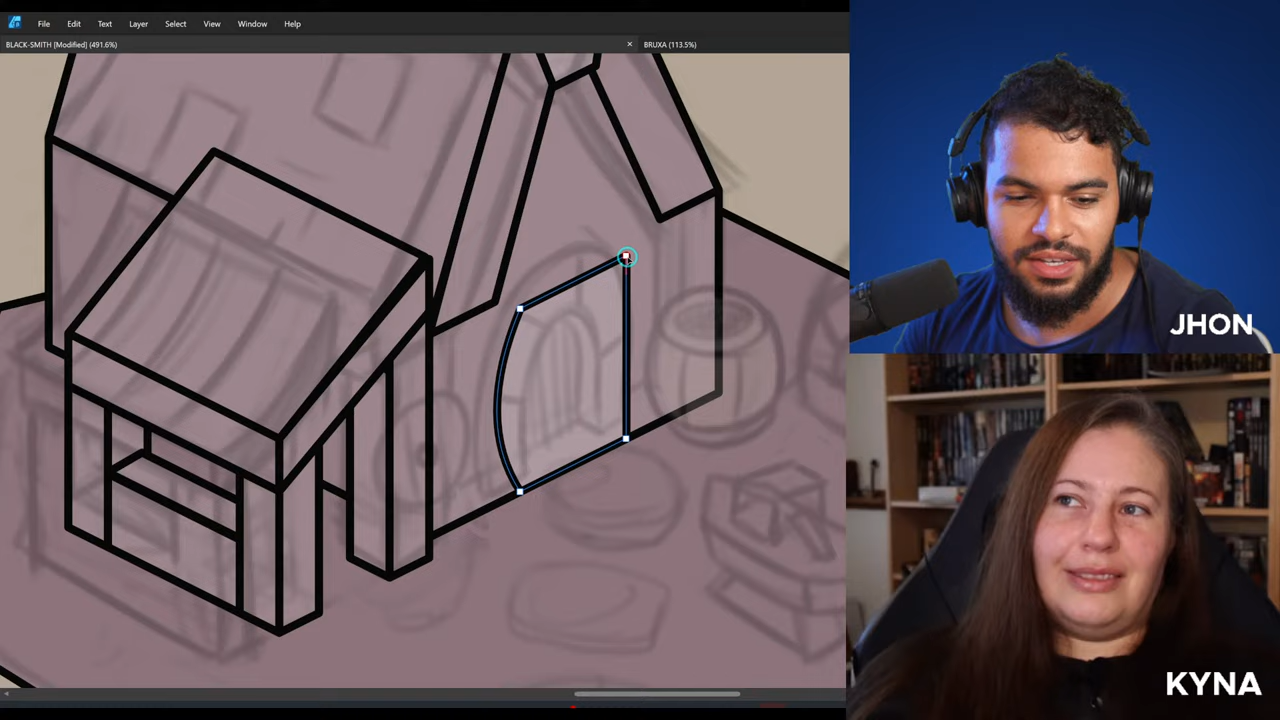 File Edit Text Layer Select View Window Help
BLACK-SMITH [Modified] (491.6%) × BRUXA (113.5%)
JHON
KYNA